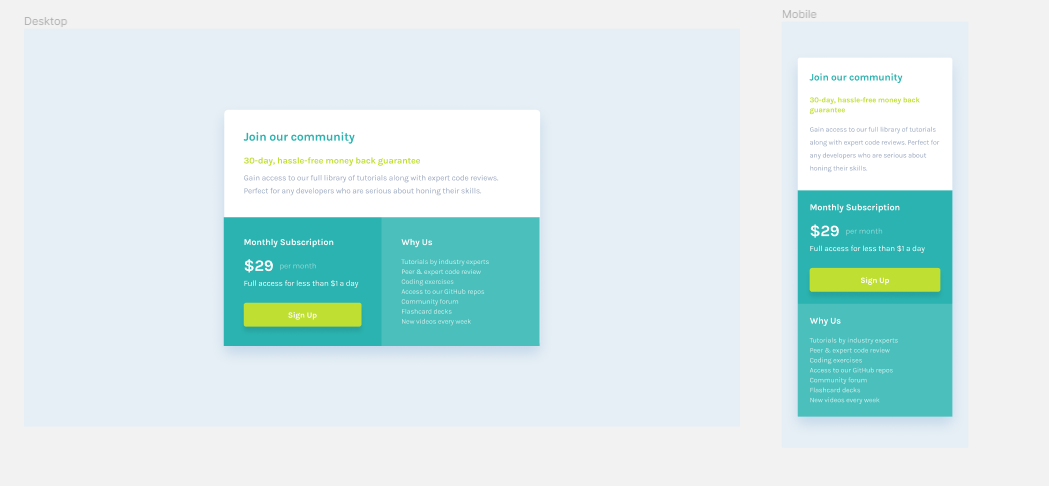 Desktop
Join our community
30-day, hassle-free money back guarantee
Gain access to our full library of tutorials along with expert code reviews.
Perfect for any developers who are serious about honing their skills.
Monthly Subscription
$29 per month
Full access for less than $1 a day
Sign Up
Why Us
Tutorials by industry experts
Peer & expert code review
Coding exercises
Access to our GitHub repos
Community forum
Flashcard decks
New videos every week
Mobile
Join our community
30-day, hassle-free money back
guarantee
Gain access to our full library of tutorials
along with expert code reviews. Perfect for
any developers who are serious about
honing their skills.
Monthly Subscription
$29 per month
Full access for less than $1 a day
Sign Up
Why Us
Tutorials by industry experts
Peer & expert code review
Coding exercises
Access to our GitHub repos
Community forum
Flashcard decks
New videos every week